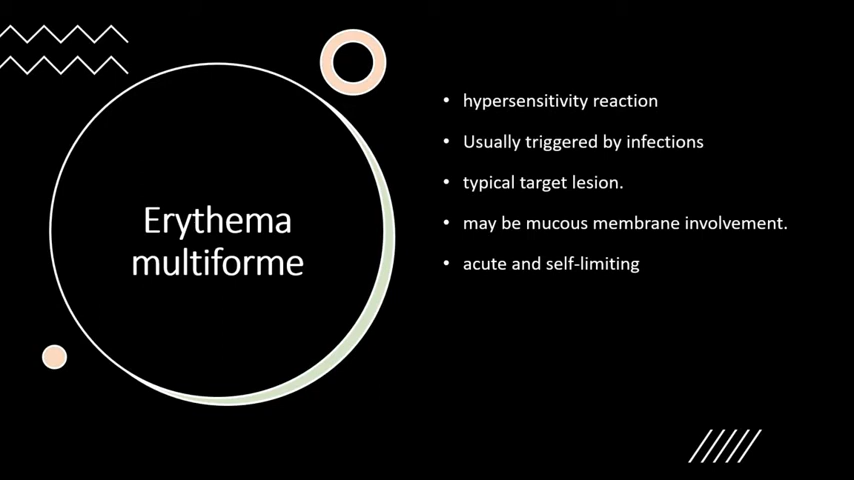 Erythema
multiforme
• hypersensitivity reaction
• Usually triggered by infections
• typical target lesion.
• may be mucous membrane involvement.
• acute and self-limiting